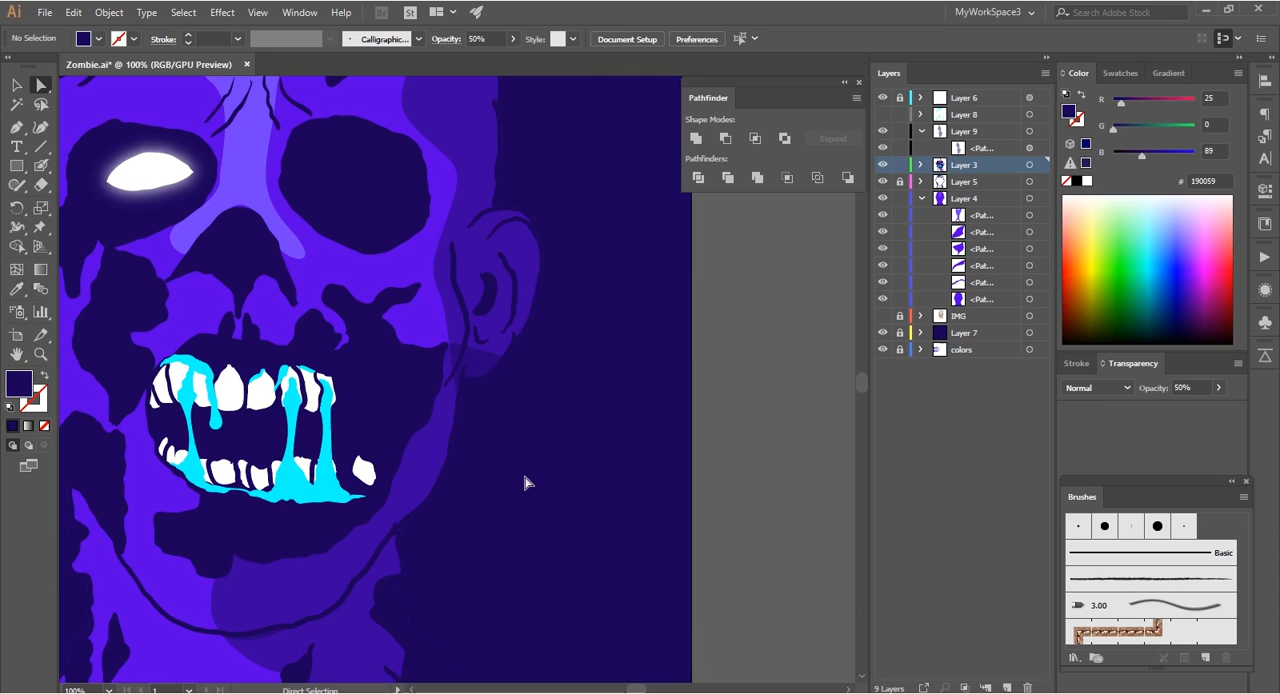 Ai File Edit Object Type Select Effect View Window Help Br St MyWorkSpace3 Search Adobe Stock
No Selection Stroke: Calligraphic... Opacity: 50% Style: Document Setup Preferences
Zombie.ai* @ 100% (RGB/GPU Preview)
Pathfinder
Shape Modes:
Expand
Pathfinders:
Layers
Layer 6
Layer 8
Layer 9
<Pat...
Layer 3
Layer 5
Layer 4
<Pat...
<Pat...
<Pat...
<Pat...
<Pat...
<Pat...
IMG
Layer 7
colors
9 Layers
Color Swatches Gradient
R 25
G 0
B 89
# 190059
Stroke Transparency
Normal Opacity: 50%
Brushes
Basic
3.00
100% 1 Direct Selection